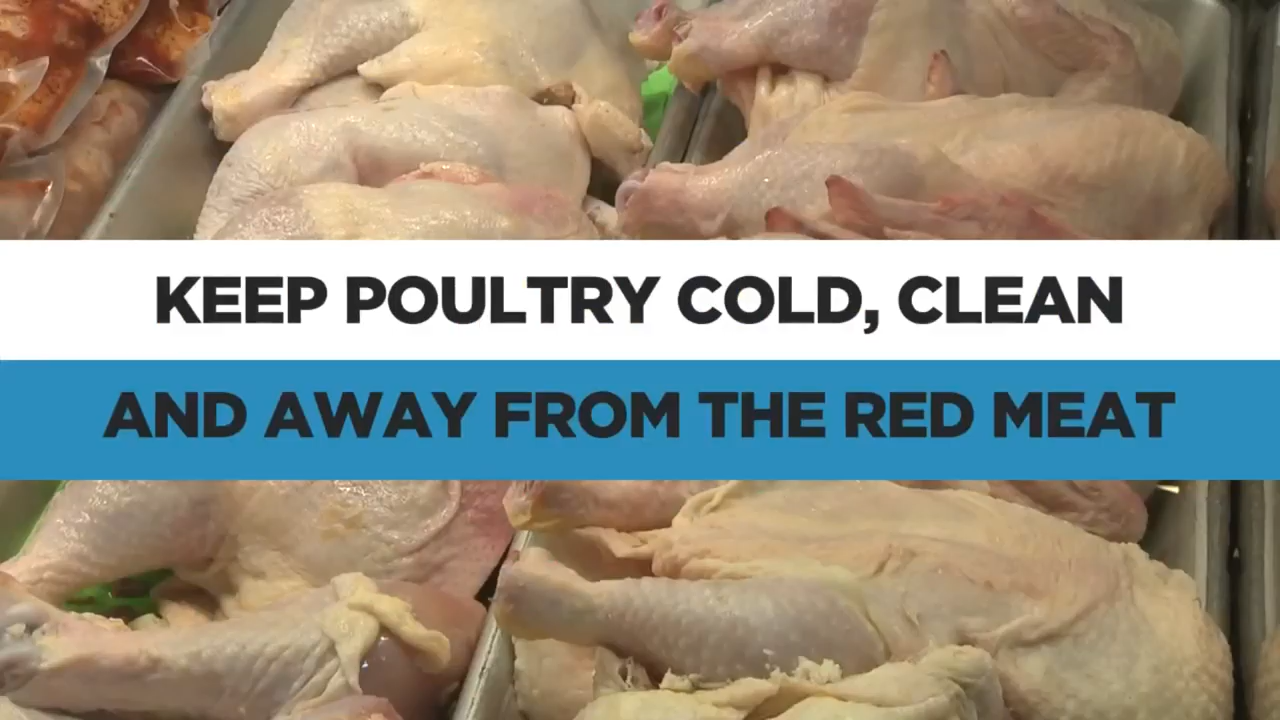 KEEP POULTRY COLD, CLEAN
AND AWAY FROM THE RED MEAT